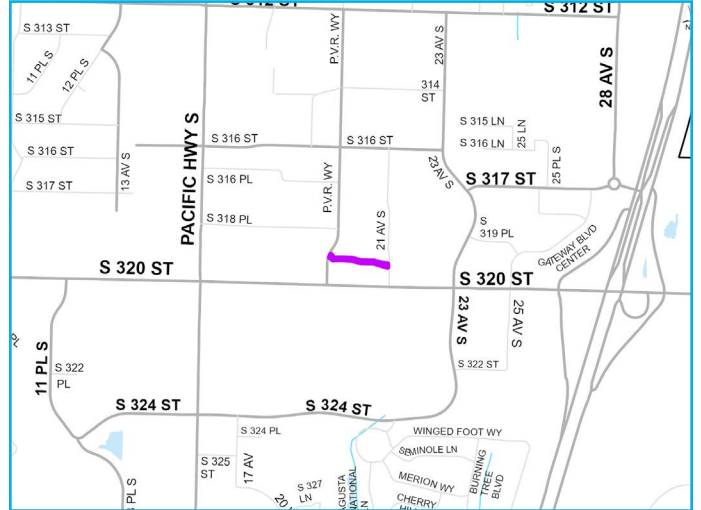 S 312 ST
S 312 ST
S 313 ST
11 PL S
12 PL S
P.V.R. WY
23 AV S
28 AV S
314
ST
S 315 ST
S 315 LN
25 LN
PACIFIC HWY S
S 316 ST
S 316 ST
S 316 LN
S 316 ST
13 AV S
S 316 PL
P.V.R. WY
23 AV S
S 317 ST
25 PL S
S 317 ST
S 318 PL
21 AV S
S
319 PL
GATEWAY BLVD
CENTER
S 320 ST
S 320 ST
23 AV S
25 AV S
11 PL S
S 322
PL
S 322 ST
S 324 ST
S 324 ST
S 324 PL
WINGED FOOT WY
SEMINOLE LN
S 325
ST
17 AV
MERION WY
BURNING
TREE
BLVD
S 327
LN
CHERRY
PL S